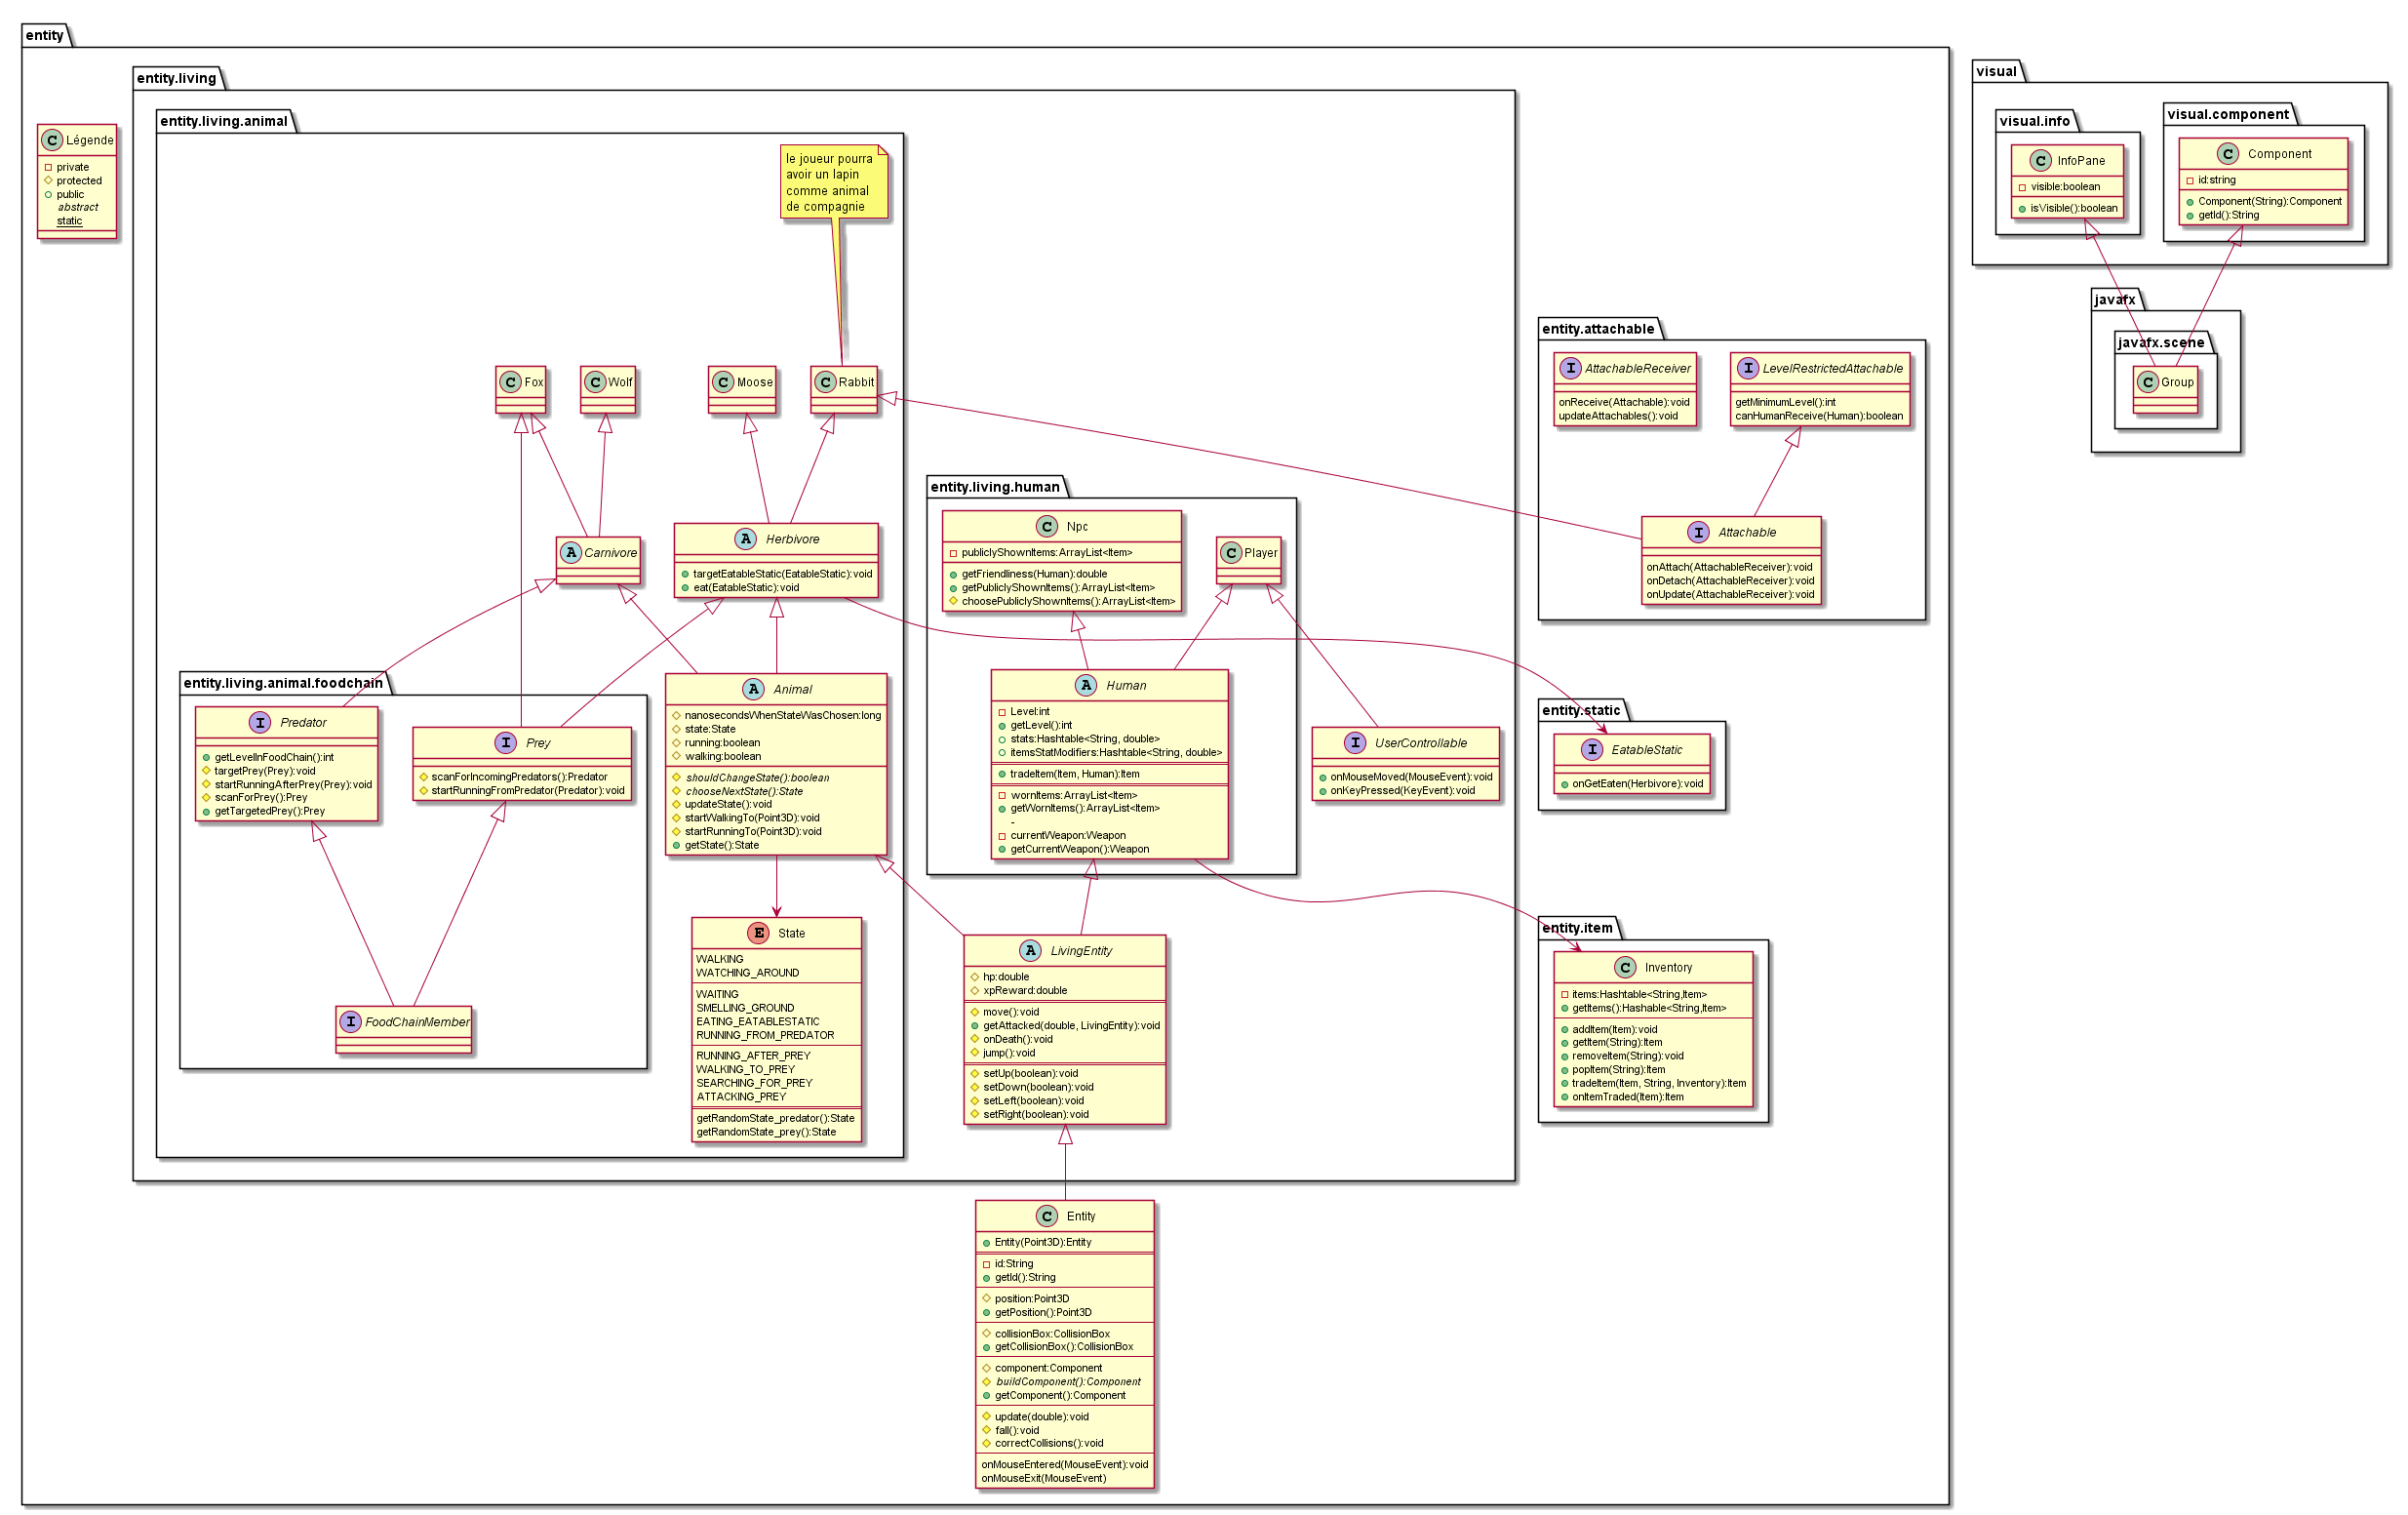 entity
entity.living
entity.living.animal
Légende
private
protected
public
abstract
static
le joueur pourra
avoir un lapin
comme animal
de compagnie
Fox
Wolf
Moose
Rabbit
Carnivore
Herbivore
targetEatableStatic(EatableStatic):void
eat(EatableStatic):void
entity.living.animal.foodchain
Predator
getLevelInFoodChain():int
targetPrey(Prey):void
startRunningAfterPrey(Prey):void
scanForPrey():Prey
getTargetedPrey():Prey
Prey
scanForIncomingPredators():Predator
startRunningFromPredator(Predator):void
FoodChainMember
Animal
nanosecondsWhenStateWasChosen:long
state:State
running:boolean
walking:boolean
shouldChangeState():boolean
chooseNextState():State
updateState():void
startWalkingTo(Point3D):void
startRunningTo(Point3D):void
getState():State
State
WALKING
WATCHING_AROUND
WAITING
SMELLING_GROUND
EATING_EATABLESTATIC
RUNNING_FROM_PREDATOR
RUNNING_AFTER_PREY
WALKING_TO_PREY
SEARCHING_FOR_PREY
ATTACKING_PREY
getRandomState_predator():State
getRandomState_prey():State
entity.living.human
Npc
publiclyShownItems:ArrayList<Item>
getFriendliness(Human):double
getPubliclyShownItems():ArrayList<Item>
choosePubliclyShownItems():ArrayList<Item>
Player
Human
Level:int
getLevel():int
stats:Hashtable<String, double>
itemsStatModifiers:Hashtable<String, double>
tradeItem(Item, Human):Item
wornItems:ArrayList<Item>
getWornItems():ArrayList<Item>
-
currentWeapon:Weapon
getCurrentWeapon():Weapon
UserControllable
onMouseMoved(MouseEvent):void
onKeyPressed(KeyEvent):void
LivingEntity
hp:double
xpReward:double
move():void
getAttacked(double, LivingEntity):void
onDeath():void
jump():void
setUp(boolean):void
setDown(boolean):void
setLeft(boolean):void
setRight(boolean):void
Entity
Entity(Point3D):Entity
id:String
getId():String
position:Point3D
getPosition():Point3D
collisionBox:CollisionBox
getCollisionBox():CollisionBox
component:Component
buildComponent():Component
getComponent():Component
update(double):void
fall():void
correctCollisions():void
onMouseEntered(MouseEvent):void
onMouseExit(MouseEvent)
entity.attachable
AttachableReceiver
onReceive(Attachable):void
updateAttachables():void
LevelRestrictedAttachable
getMinimumLevel():int
canHumanReceive(Human):boolean
Attachable
onAttach(AttachableReceiver):void
onDetach(AttachableReceiver):void
onUpdate(AttachableReceiver):void
entity.static
EatableStatic
onGetEaten(Herbivore):void
entity.item
Inventory
items:Hashtable<String,Item>
getItems():Hashable<String,Item>
addItem(Item):void
getItem(String):Item
removeItem(String):void
popItem(String):Item
tradeItem(Item, String, Inventory):Item
onItemTraded(Item):Item
visual
visual.info
InfoPane
visible:boolean
isVisible():boolean
visual.component
Component
id:string
Component(String):Component
getId():String
javafx
javafx.scene
Group